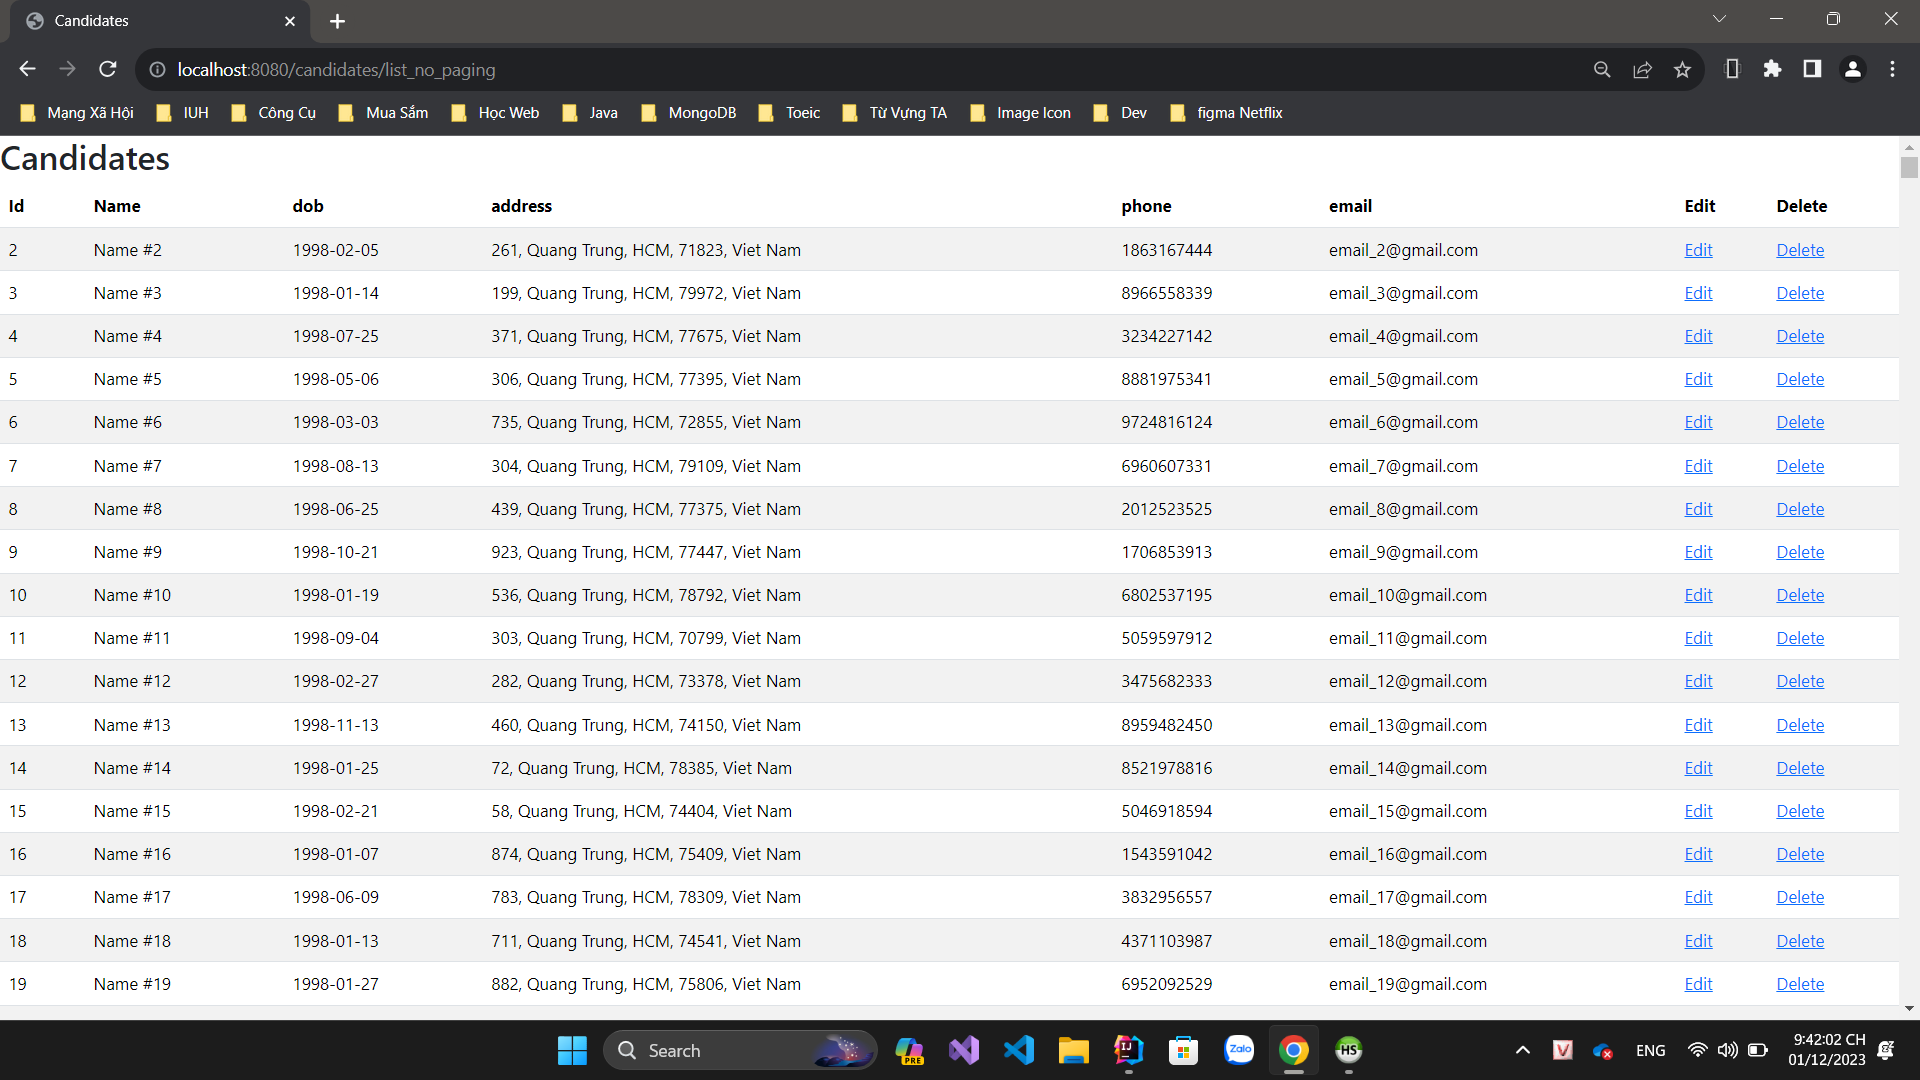 Candidates
localhost:8080/candidates/list_no_paging
Mạng Xã Hội IUH Công Cụ Mua Sắm Học Web Java MongoDB Toeic Từ Vựng TA Image Icon Dev figma Netflix
Candidates
Id Name dob address phone email Edit Delete
2 Name #2 1998-02-05 261, Quang Trung, HCM, 71823, Viet Nam 1863167444 email_2@gmail.com Edit Delete
3 Name #3 1998-01-14 199, Quang Trung, HCM, 79972, Viet Nam 8966558339 email_3@gmail.com Edit Delete
4 Name #4 1998-07-25 371, Quang Trung, HCM, 77675, Viet Nam 3234227142 email_4@gmail.com Edit Delete
5 Name #5 1998-05-06 306, Quang Trung, HCM, 77395, Viet Nam 8881975341 email_5@gmail.com Edit Delete
6 Name #6 1998-03-03 735, Quang Trung, HCM, 72855, Viet Nam 9724816124 email_6@gmail.com Edit Delete
7 Name #7 1998-08-13 304, Quang Trung, HCM, 79109, Viet Nam 6960607331 email_7@gmail.com Edit Delete
8 Name #8 1998-06-25 439, Quang Trung, HCM, 77375, Viet Nam 2012523525 email_8@gmail.com Edit Delete
9 Name #9 1998-10-21 923, Quang Trung, HCM, 77447, Viet Nam 1706853913 email_9@gmail.com Edit Delete
10 Name #10 1998-01-19 536, Quang Trung, HCM, 78792, Viet Nam 6802537195 email_10@gmail.com Edit Delete
11 Name #11 1998-09-04 303, Quang Trung, HCM, 70799, Viet Nam 5059597912 email_11@gmail.com Edit Delete
12 Name #12 1998-02-27 282, Quang Trung, HCM, 73378, Viet Nam 3475682333 email_12@gmail.com Edit Delete
13 Name #13 1998-11-13 460, Quang Trung, HCM, 74150, Viet Nam 8959482450 email_13@gmail.com Edit Delete
14 Name #14 1998-01-25 72, Quang Trung, HCM, 78385, Viet Nam 8521978816 email_14@gmail.com Edit Delete
15 Name #15 1998-02-21 58, Quang Trung, HCM, 74404, Viet Nam 5046918594 email_15@gmail.com Edit Delete
16 Name #16 1998-01-07 874, Quang Trung, HCM, 75409, Viet Nam 1543591042 email_16@gmail.com Edit Delete
17 Name #17 1998-06-09 783, Quang Trung, HCM, 78309, Viet Nam 3832956557 email_17@gmail.com Edit Delete
18 Name #18 1998-01-13 711, Quang Trung, HCM, 74541, Viet Nam 4371103987 email_18@gmail.com Edit Delete
19 Name #19 1998-01-27 882, Quang Trung, HCM, 75806, Viet Nam 6952092529 email_19@gmail.com Edit Delete
Search PRE IJ Zalo HS V ENG 9:42:02 CH
01/12/2023